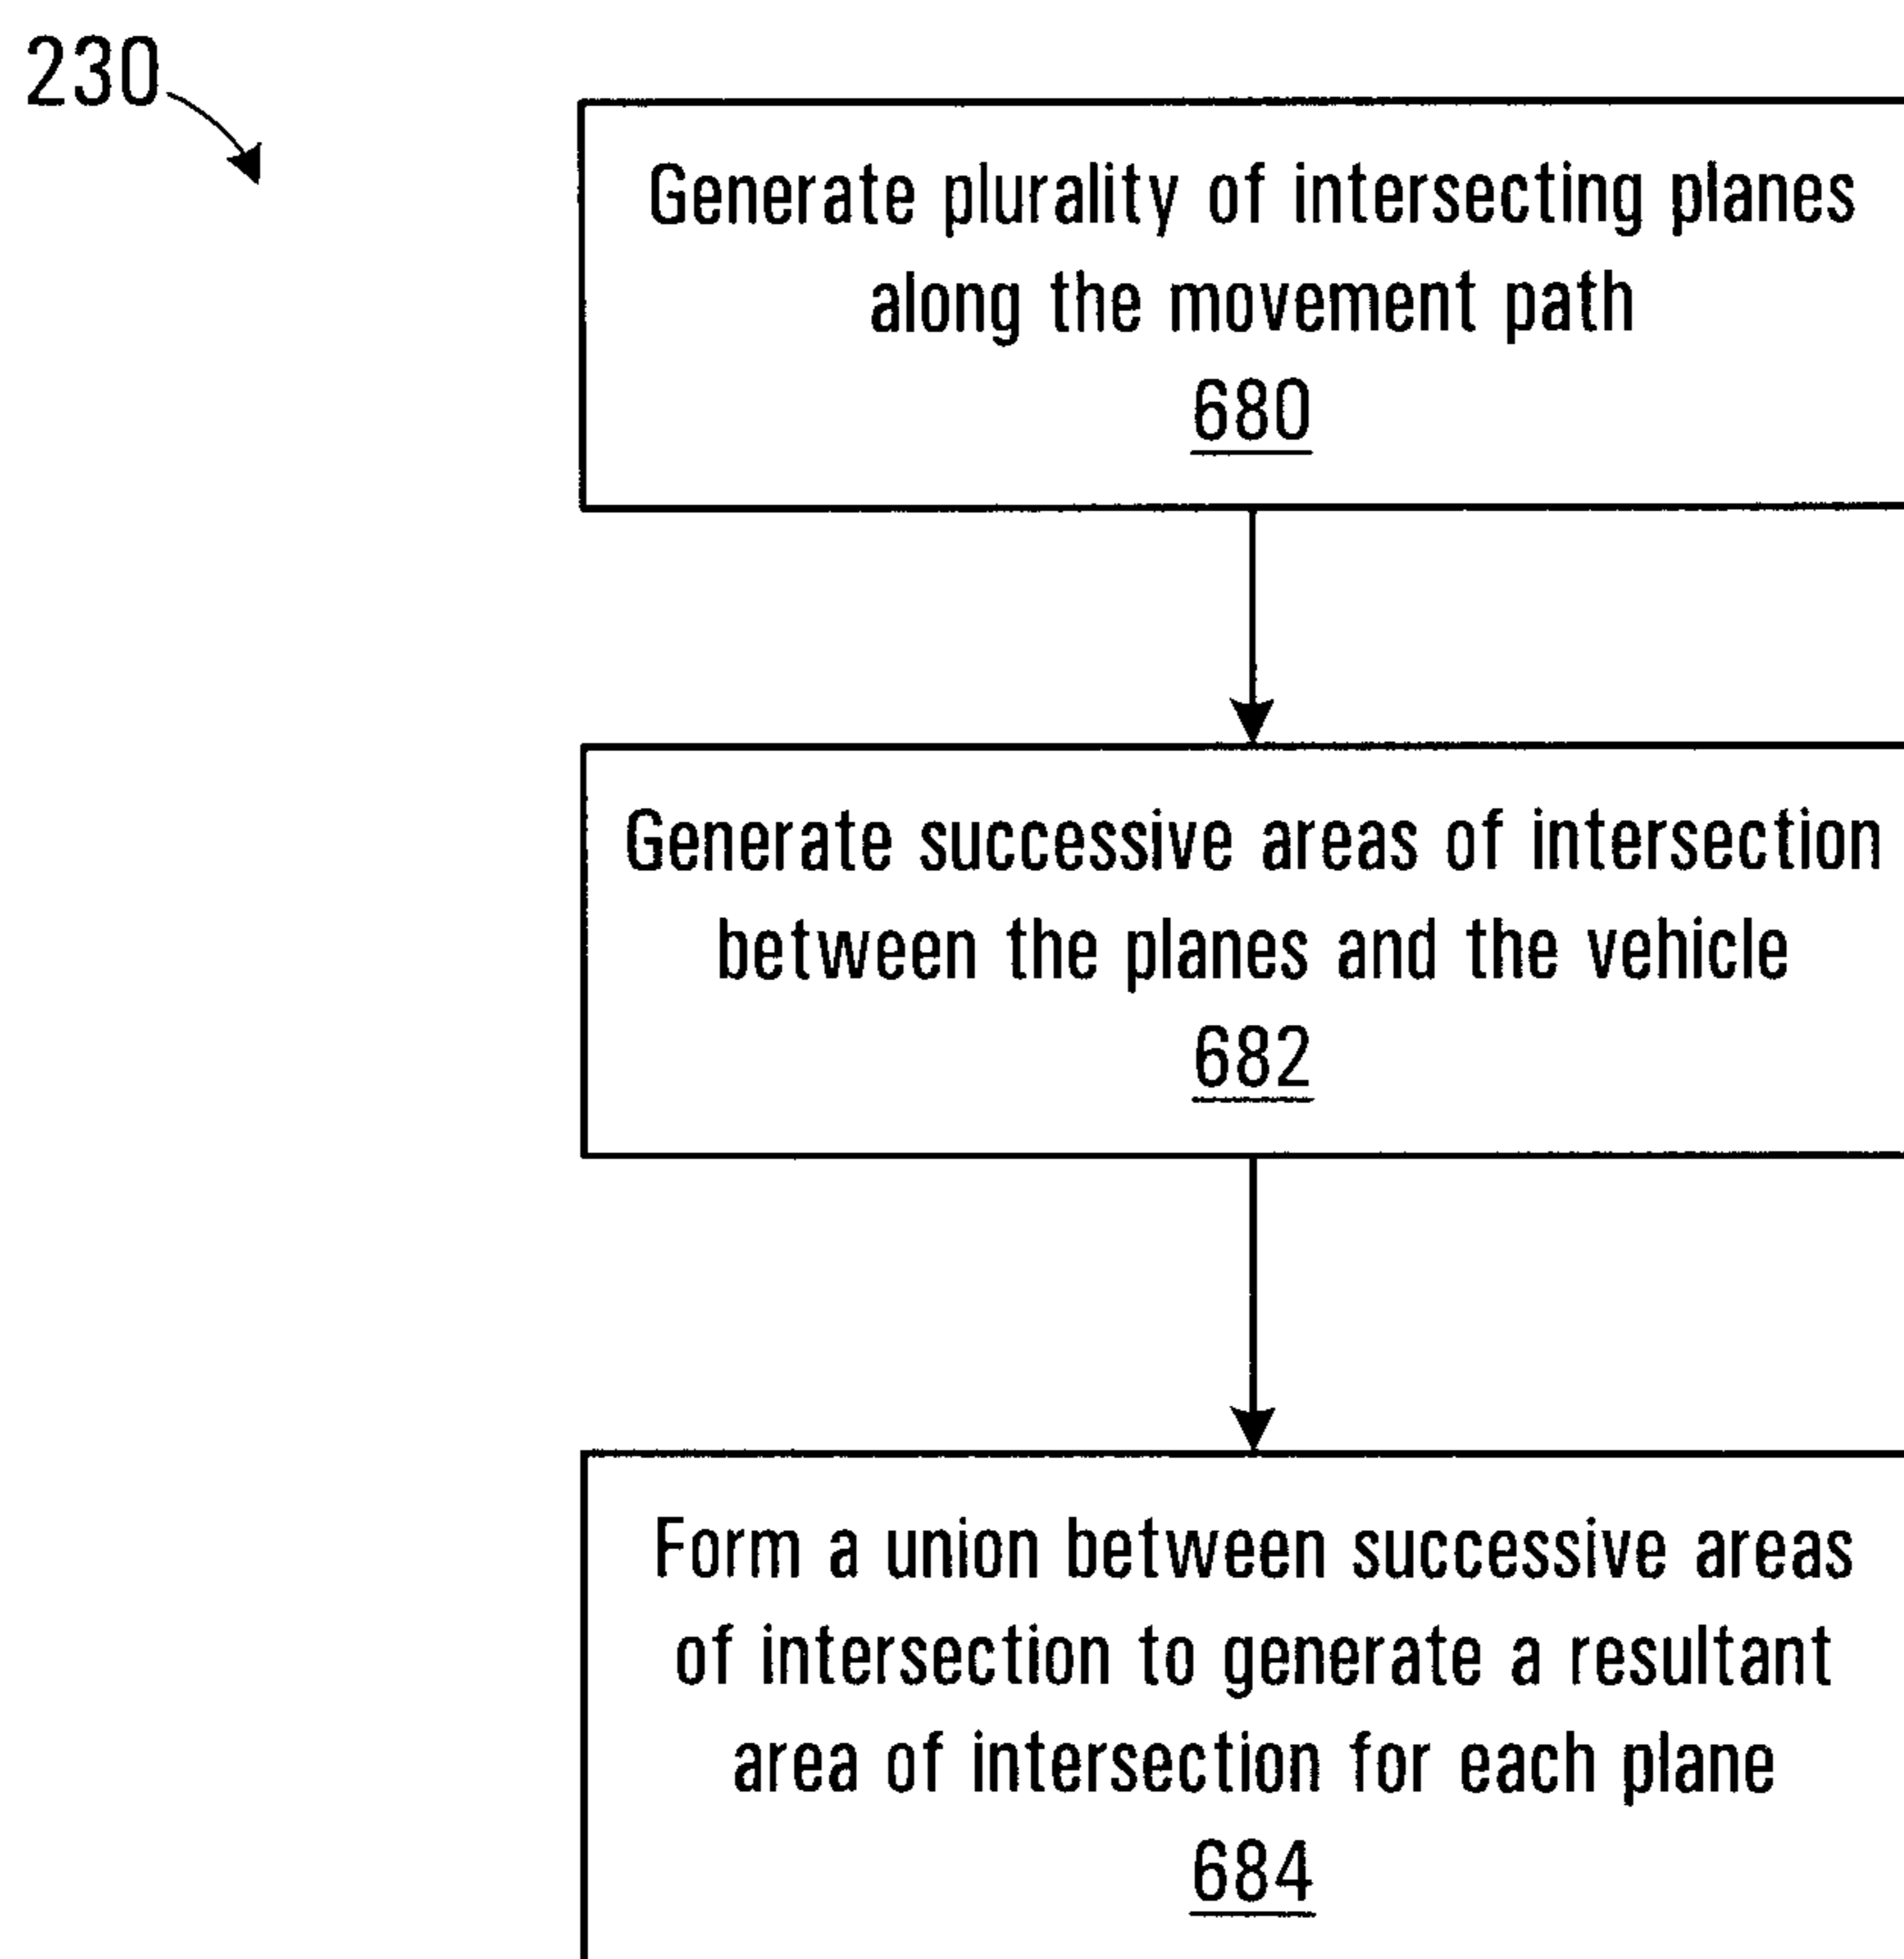 230
Generate plurality of intersecting planes
along the movement path
680
Generate successive areas of intersection
between the planes and the vehicle
682
Form a union between successive areas
of intersection to generate a resultant
area of intersection for each plane
684